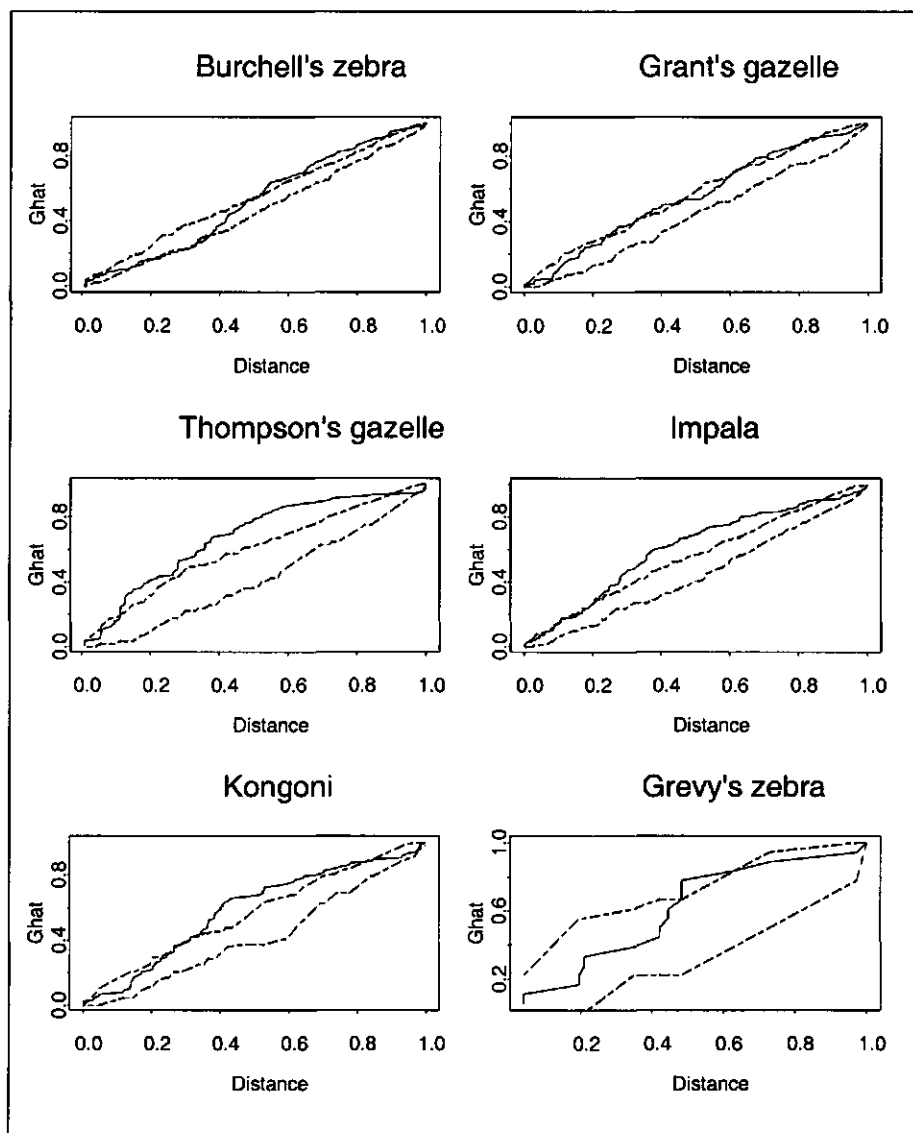 Burchell's zebra
Grant's gazelle
Ghat
0.0 0.4 0.8
0.0 0.2 0.4 0.6 0.8 1.0
Distance
Ghat
0.0 0.4 0.8
0.0 0.2 0.4 0.6 0.8 1.0
Distance
Thompson's gazelle
Impala
Ghat
0.0 0.4 0.8
0.0 0.2 0.4 0.6 0.8 1.0
Distance
Ghat
0.0 0.4 0.8
0.0 0.2 0.4 0.6 0.8 1.0
Distance
Kongoni
Grevy's zebra
Ghat
0.0 0.4 0.8
0.0 0.2 0.4 0.6 0.8 1.0
Distance
Ghat
0.2 0.6 1.0
0.2 0.4 0.6 0.8 1.0
Distance